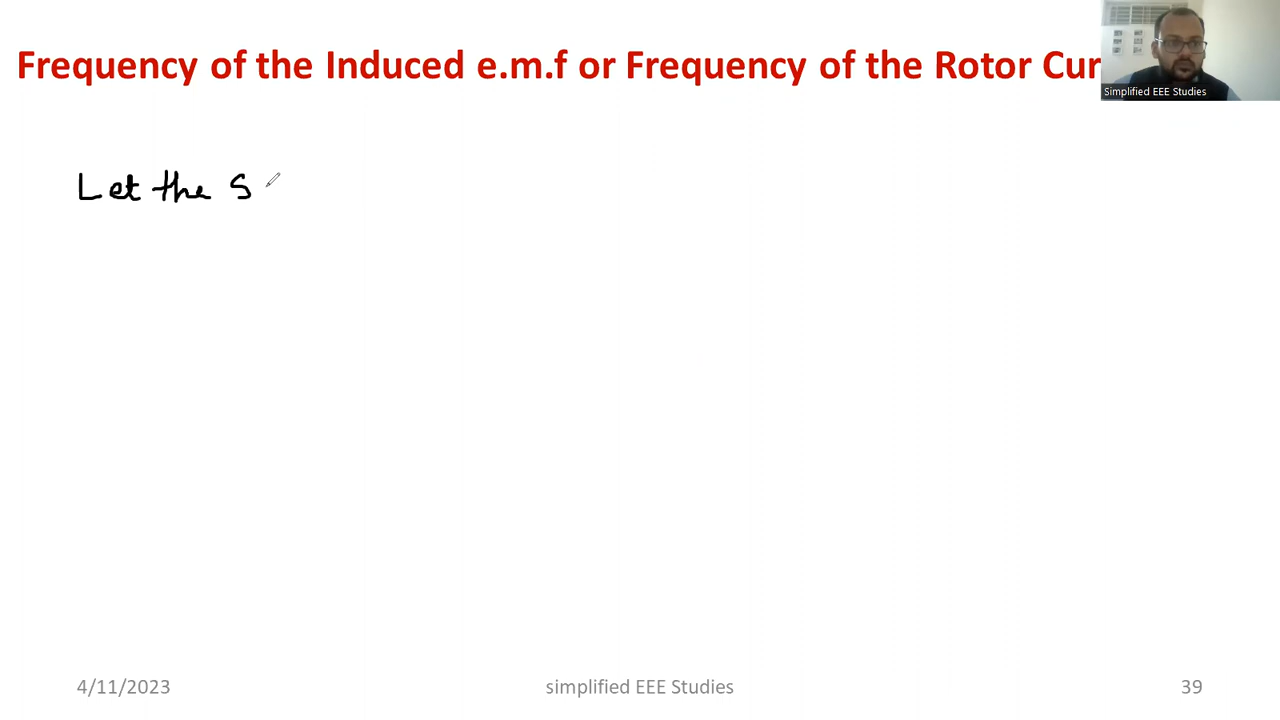 Frequency of the Induced e.m.f or Frequency of the Rotor Cur
Simplified EEE Studies
Let the S
4/11/2023
simplified EEE Studies
39